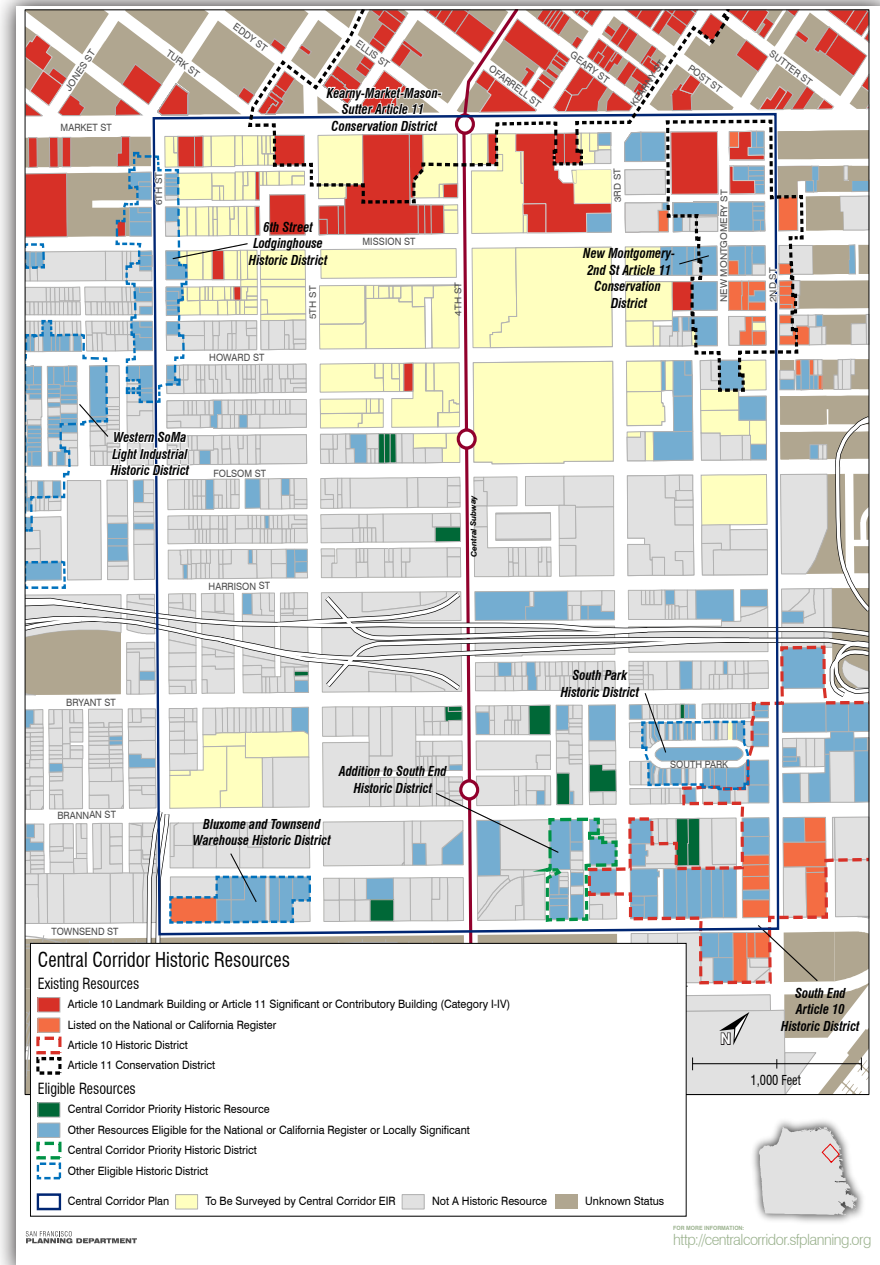 JONES ST
TURK ST
EDDY ST
ELLIS ST
OFARRELL ST
GEARY ST
KEARNY ST
POST ST
SUTTER ST
Kearny-Market-Mason-
Sutter Article 11
Conservation District
MARKET ST
6TH ST
3RD ST
NEW MONTGOMERY ST
2ND ST
6th Street
Lodginghouse
Historic District
MISSION ST
New Montgomery-
2nd St Article 11
Conservation
District
5TH ST
4TH ST
HOWARD ST
Western SoMa
Light Industrial
Historic District
FOLSOM ST
Central Subway
HARRISON ST
South Park
Historic District
BRYANT ST
SOUTH PARK
Addition to South End
Historic District
BRANNAN ST
Bluxome and Townsend
Warehouse Historic District
TOWNSEND ST
South End
Article 10
Historic District
N
1,000 Feet
Central Corridor Historic Resources
Existing Resources
Article 10 Landmark Building or Article 11 Significant or Contributory Building (Category I-IV)
Listed on the National or California Register
Article 10 Historic District
Article 11 Conservation District
Eligible Resources
Central Corridor Priority Historic Resource
Other Resources Eligible for the National or California Register or Locally Significant
Central Corridor Priority Historic District
Other Eligible Historic District
Central Corridor Plan To Be Surveyed by Central Corridor EIR Not A Historic Resource Unknown Status
SAN FRANCISCO
PLANNING DEPARTMENT
FOR MORE INFORMATION:
http://centralcorridor.sfplanning.org